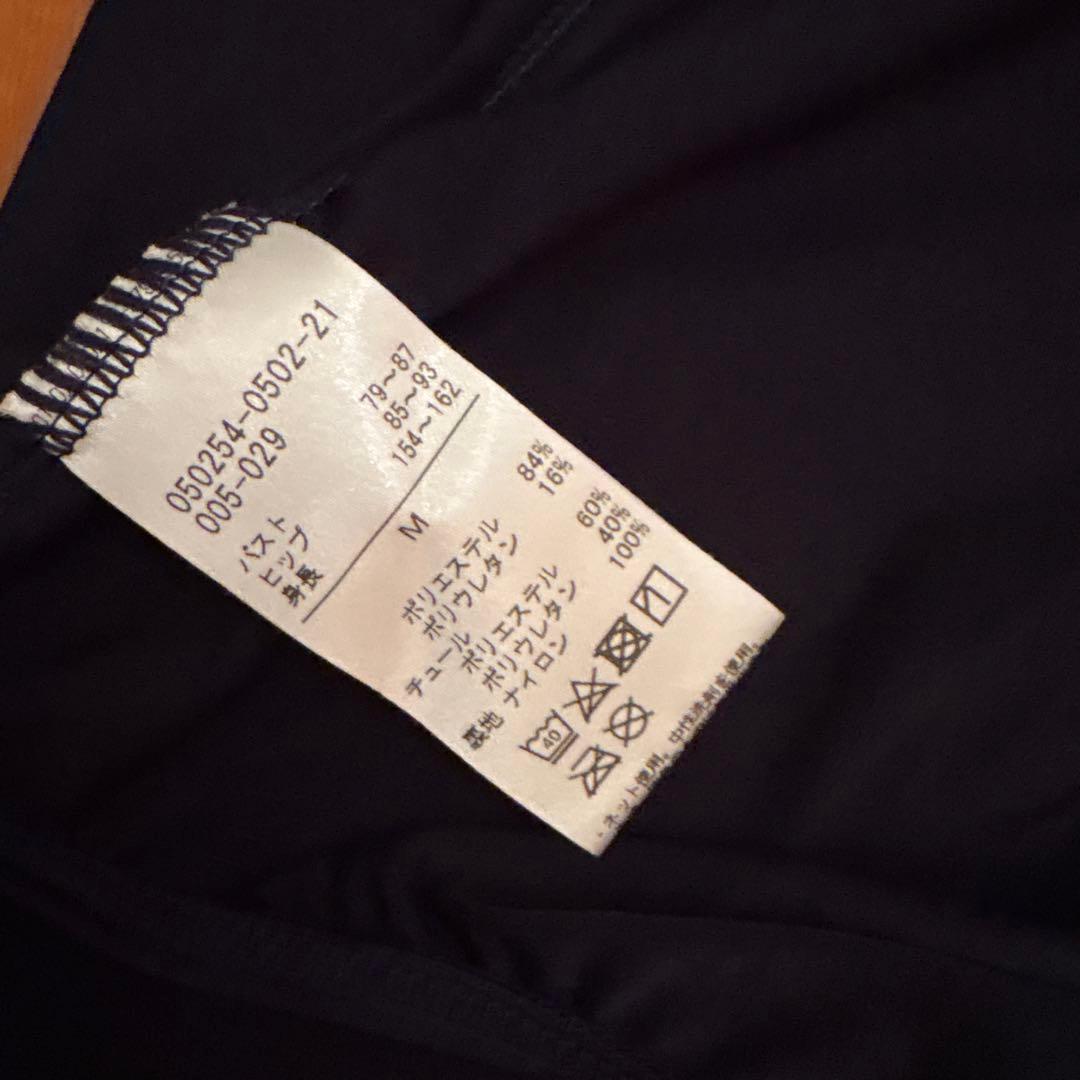 050254-0502-21
005-029
バスト 79～87
ヒップ 85～93
身長 154～162
M
ポリエステル 84%
ポリウレタン 16%
チュール
ポリエステル 60%
ポリウレタン 40%
裏地 ナイロン 100%
40
・ネット使用。中性洗剤を使用。